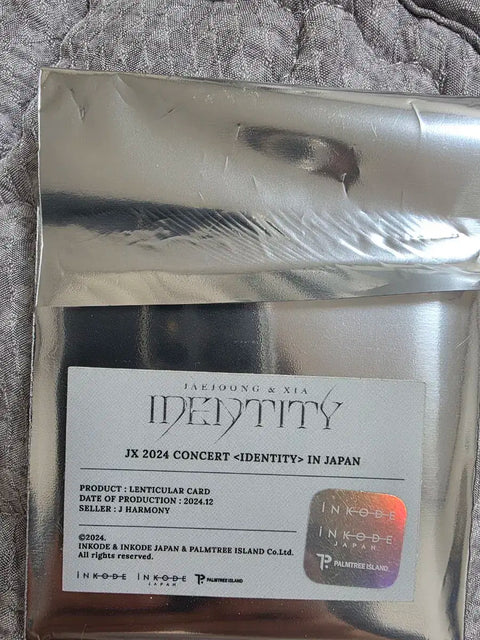 JAEJOONG & XIA
IDENTITY
JX 2024 CONCERT <IDENTITY> IN JAPAN
PRODUCT : LENTICULAR CARD
DATE OF PRODUCTION : 2024.12
SELLER : J HARMONY
©2024.
INKODE & INKODE JAPAN & PALMTREE ISLAND Co.Ltd.
All rights reserved.
INKODE INKODE JAPAN PALMTREE ISLAND
INKODE
INKODE
JAPAN
PALMTREE ISLAND